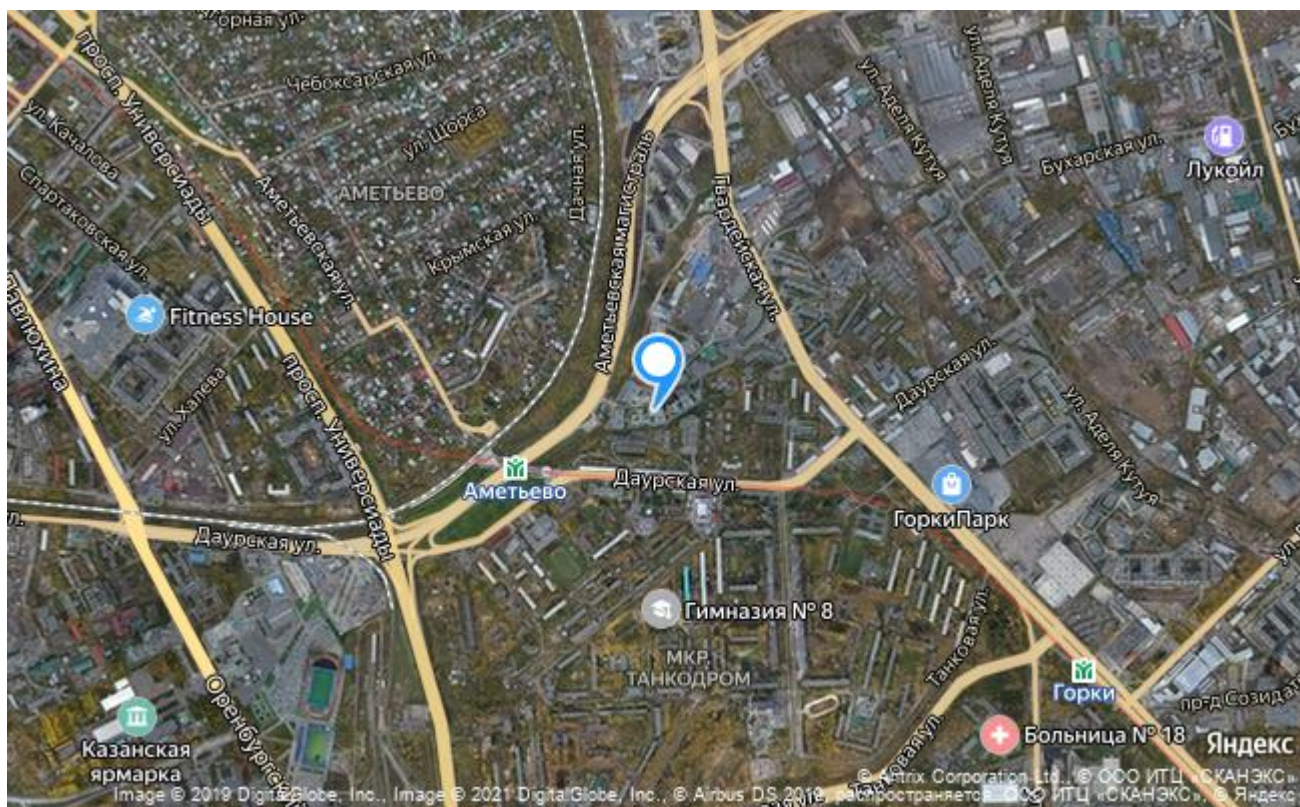 Горная ул.
просп. Универсиады
Чебоксарская ул.
ул. Щорса
ул. Качалова
Спартаковская ул.
АМЕТЬЕВО
Аметьевская ул.
Крымская ул.
Дачная ул.
Аметьевская магистраль
Гвардейская ул.
ул. Аделя Кутуя
ул. Аделя Кутуя
Бухарская ул.
Лукойл
Fitness House
ул. Халева
просп. Универсиады
Даурская ул.
ул. Аделя Кутуя
Аметьево
Даурская ул.
ГоркиПарк
Даурская ул.
Гимназия № 8
МКР.
ТАНКОДРОМ
Танковая ул.
Горки
Казанская
ярмарка
Больница № 18
Яндекс
© Antrix Corporation Ltd., © ООО ИТЦ «СКАНЭКС»
Image © 2019 DigitalGlobe, Inc., Image © 2021 DigitalGlobe, Inc., © Airbus DS 2019, распространяется ООО ИТЦ «СКАНЭКС», © Яндекс